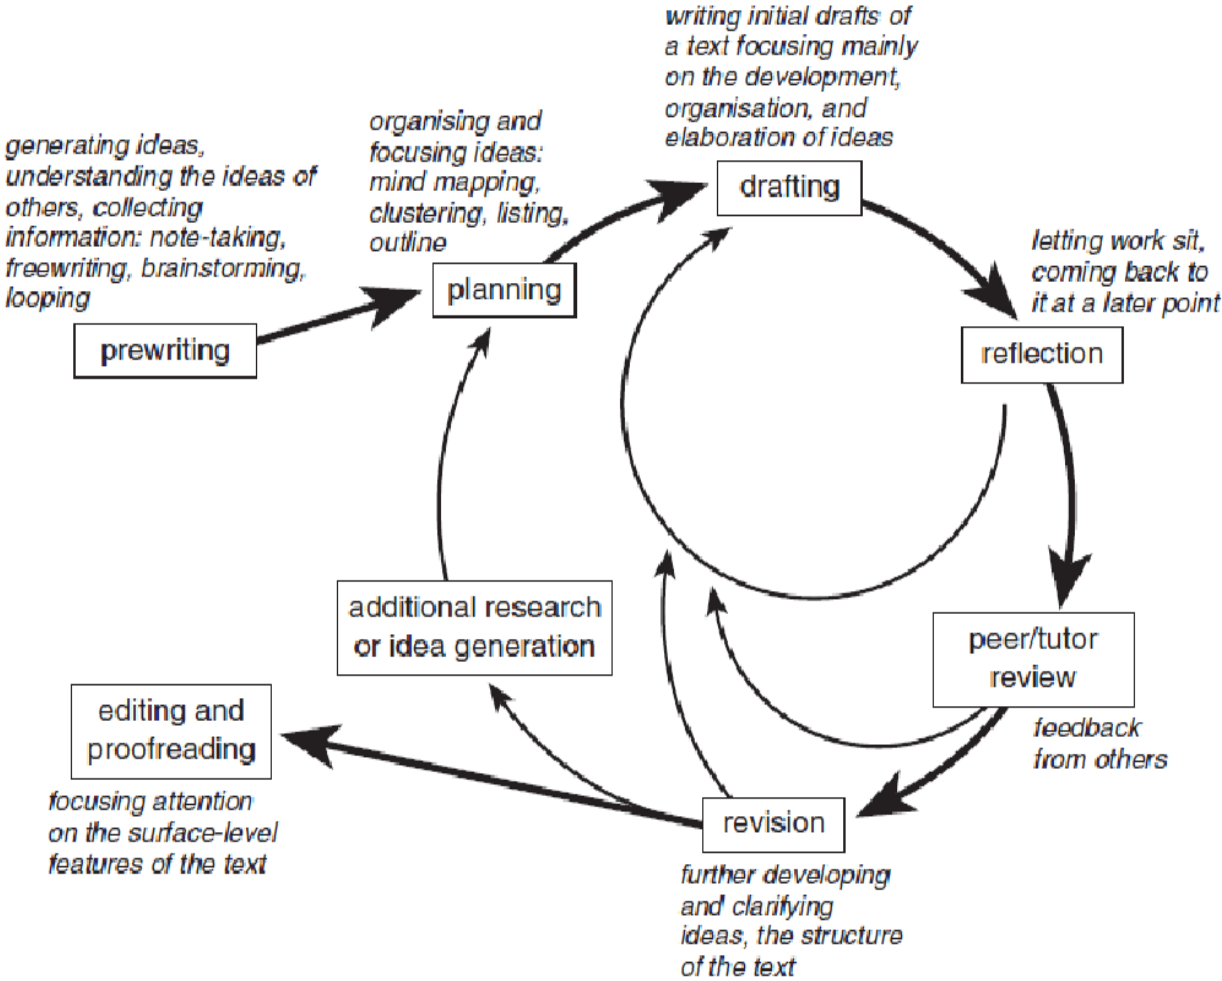 writing initial drafts of
a text focusing mainly
on the development,
organisation, and
elaboration of ideas
drafting
organising and
focusing ideas:
mind mapping,
clustering, listing,
outline
planning
generating ideas,
understanding the ideas of
others, collecting
information: note-taking,
freewriting, brainstorming,
looping
prewriting
letting work sit,
coming back to
it at a later point
reflection
additional research
or idea generation
peer/tutor
review
feedback
from others
editing and
proofreading
focusing attention
on the surface-level
features of the text
revision
further developing
and clarifying
ideas, the structure
of the text